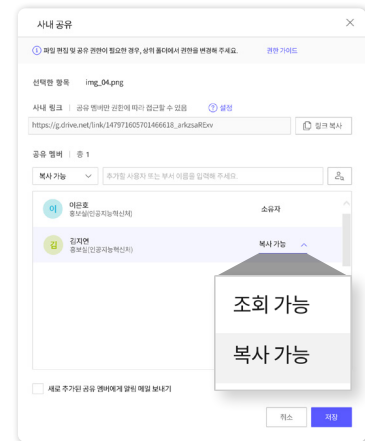 사내 공유
파일 편집 및 공유 권한이 필요한 경우, 상위 폴더에서 권한을 변경해 주세요. 권한 가이드
선택한 항목 img_04.png
사내 링크 | 공유 멤버만 권한에 따라 접근할 수 있음 ? 설정
https://g.drive.net/link/147971605701466618_arkzsaRExv 링크 복사
공유 멤버 | 총 1
복사 가능 추가할 사용자 또는 부서 이름을 입력해 주세요.
이 이은호 소유자
홍보실(인공지능혁신처)
김 김지연 복사 가능
홍보실(인공지능혁신처)
조회 가능
복사 가능
새로 추가된 공유 멤버에게 알림 메일 보내기
취소 저장